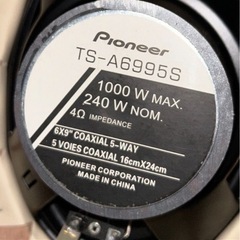 Pioneer
TS-A6995S
1000 W MAX.
240 W NOM.
4Ω IMPEDANCE
6X9" COAXIAL 5-WAY
5 VOIES COAXIAL 16cmX24cm
PIONEER CORPORATION
MADE IN CHINA